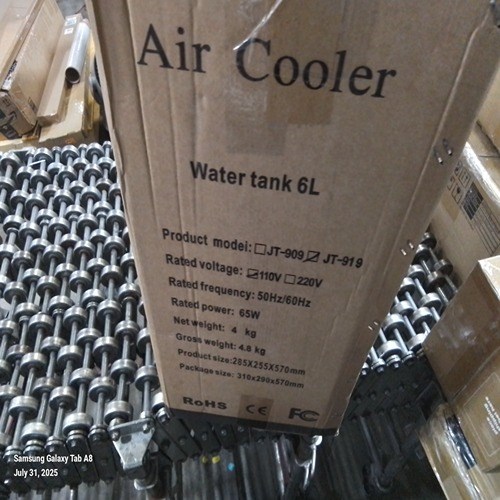 Air Cooler
Water tank 6L
Product model: ☐JT-909 ☑ JT-919
Rated voltage: ☑110V ☐220V
Rated frequency: 50Hz/60Hz
Rated power: 65W
Net weight: 4 kg
Gross weight: 4.8 kg
Product size:285X255X570mm
Package size: 310x290x570mm
RoHS CE FC
Samsung Galaxy Tab A8
July 31, 2025